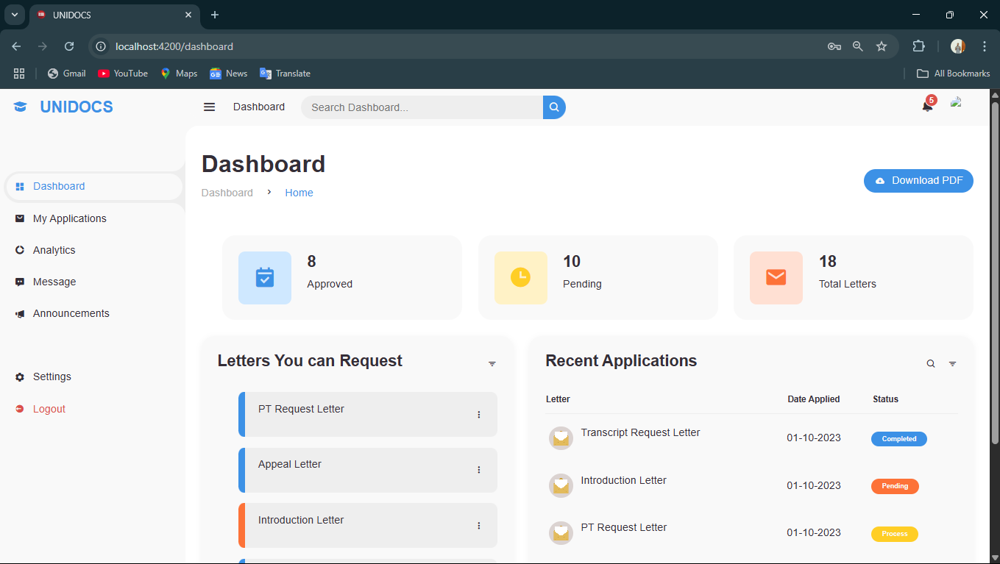 UNIDOCS
localhost:4200/dashboard
Gmail YouTube Maps News Translate All Bookmarks
UNIDOCS
Dashboard Search Dashboard... 5
Dashboard
My Applications
Analytics
Message
Announcements
Settings
Logout
Dashboard
Dashboard Home
Download PDF
8
Approved
10
Pending
18
Total Letters
Letters You can Request
PT Request Letter
Appeal Letter
Introduction Letter
Recent Applications
Letter Date Applied Status
Transcript Request Letter 01-10-2023 Completed
Introduction Letter 01-10-2023 Pending
PT Request Letter 01-10-2023 Process